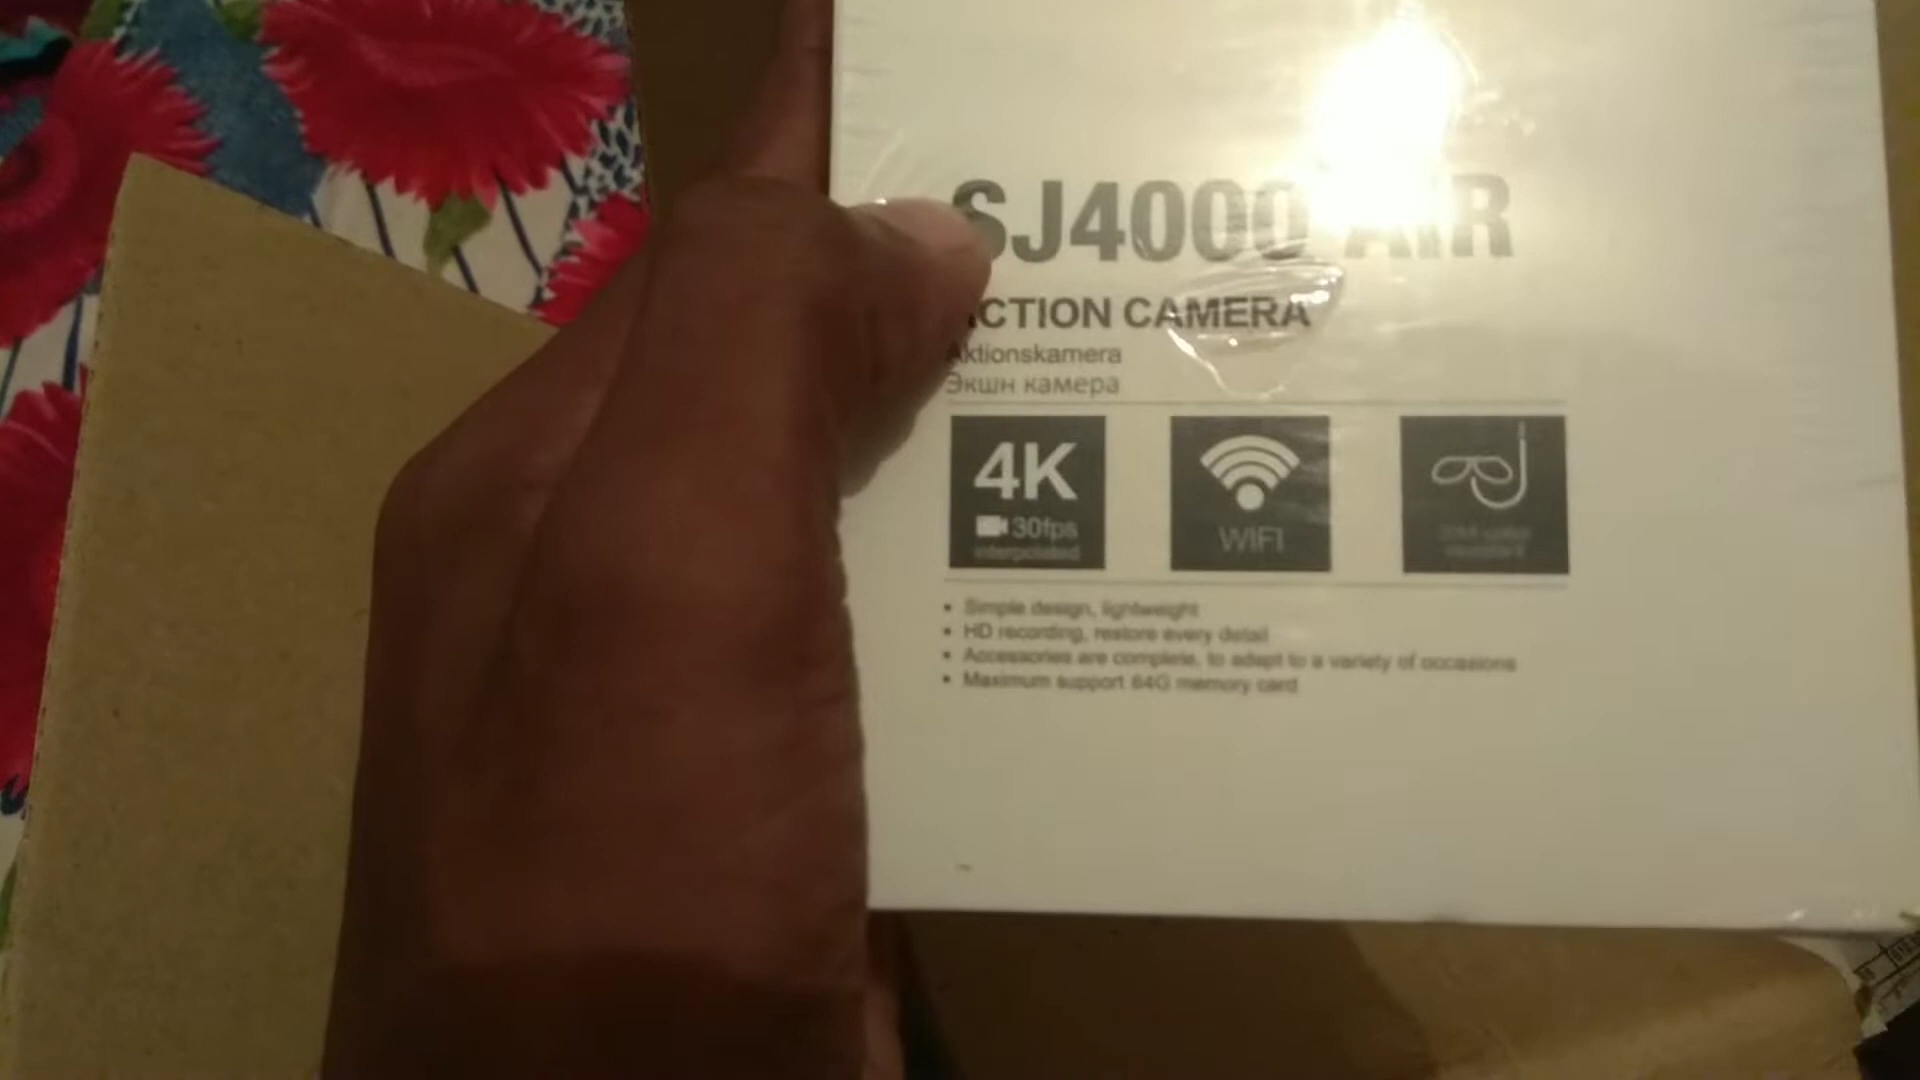 SJ4000 AIR
ACTION CAMERA
Aktionskamera
Экшн камера
4K
30fps
interpolated
WIFI
• Simple design, lightweight
• HD recording, restore every detail
• Accessories are complete, to adapt to a variety of occasions
• Maximum support 64G memory card